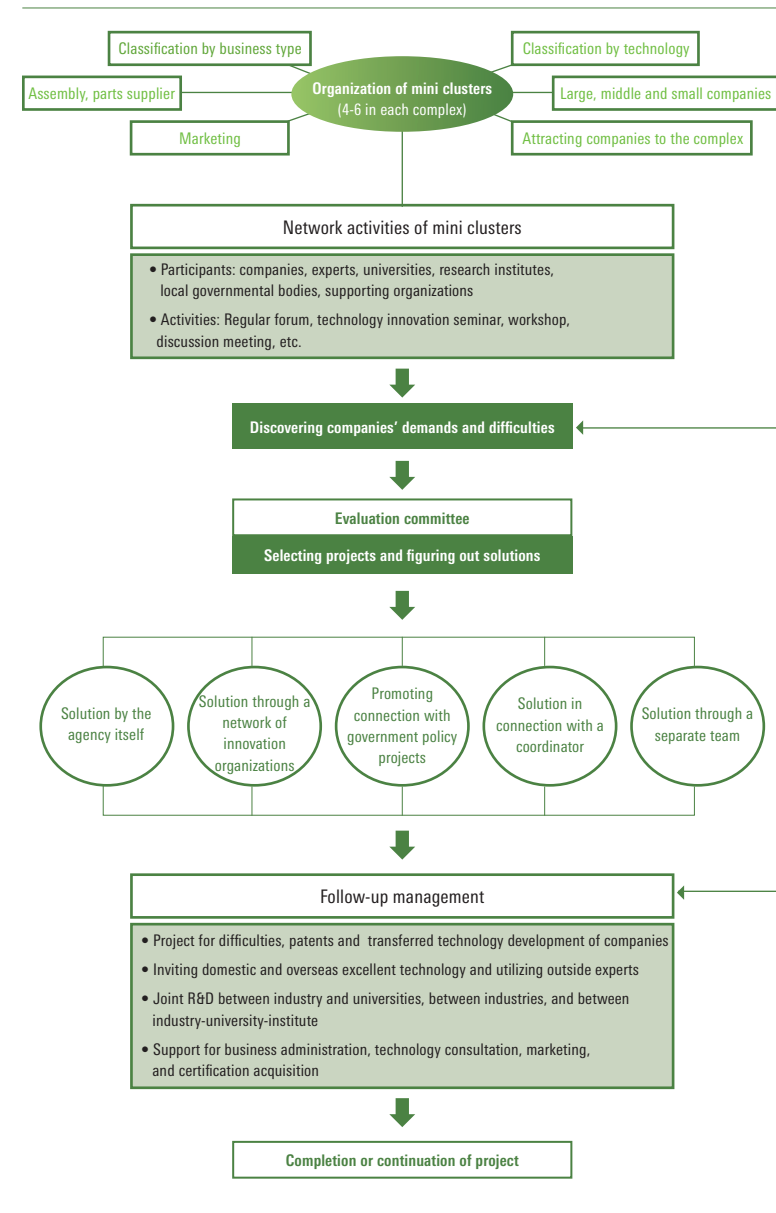 Classification by business type
Classification by technology
Assembly, parts supplier
Organization of mini clusters
(4-6 in each complex)
Large, middle and small companies
Marketing
Attracting companies to the complex
Network activities of mini clusters
• Participants: companies, experts, universities, research institutes,
local governmental bodies, supporting organizations
• Activities: Regular forum, technology innovation seminar, workshop,
discussion meeting, etc.
Discovering companies’ demands and difficulties
Evaluation committee
Selecting projects and figuring out solutions
Solution by the
agency itself
Solution through a
network of
innovation
organizations
Promoting
connection with
government policy
projects
Solution in
connection with a
coordinator
Solution through a
separate team
Follow-up management
• Project for difficulties, patents and transferred technology development of companies
• Inviting domestic and overseas excellent technology and utilizing outside experts
• Joint R&D between industry and universities, between industries, and between
industry-university-institute
• Support for business administration, technology consultation, marketing,
and certification acquisition
Completion or continuation of project